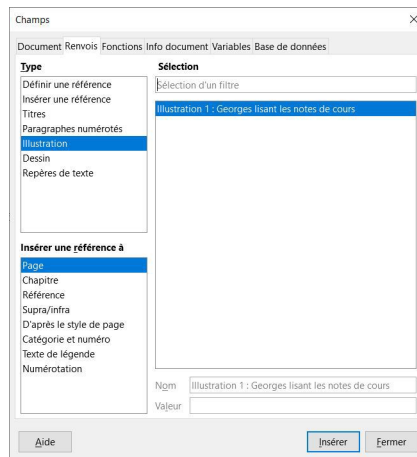 Champs
Document Renvois Fonctions Info document Variables Base de données
Type
Définir une référence
Insérer une référence
Titres
Paragraphes numérotés
Illustration
Dessin
Repères de texte
Insérer une référence à
Page
Chapitre
Référence
Supra/infra
D'après le style de page
Catégorie et numéro
Texte de légende
Numérotation
Sélection
Sélection d'un filtre
Illustration 1 : Georges lisant les notes de cours
Nom Illustration 1 : Georges lisant les notes de cours
Valeur
Aide
Insérer
Fermer